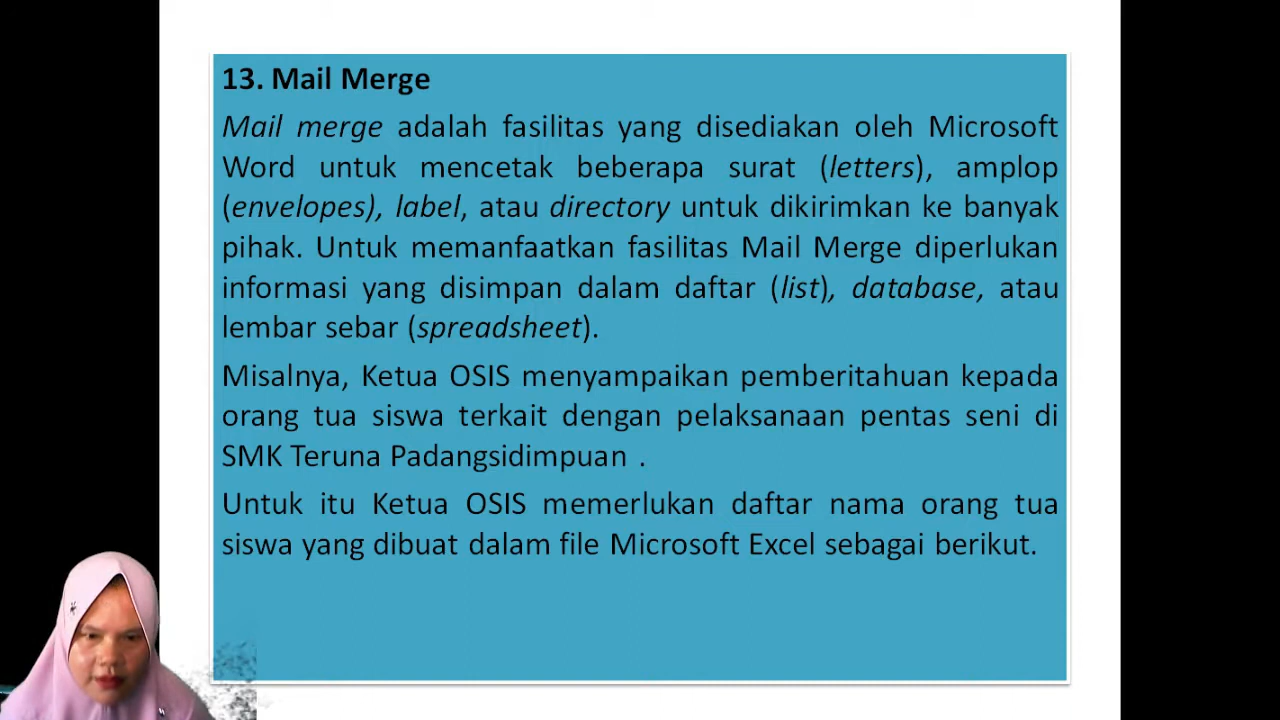 13. Mail Merge
Mail merge adalah fasilitas yang disediakan oleh Microsoft
Word untuk mencetak beberapa surat (letters), amplop
(envelopes), label, atau directory untuk dikirimkan ke banyak
pihak. Untuk memanfaatkan fasilitas Mail Merge diperlukan
informasi yang disimpan dalam daftar (list), database, atau
lembar sebar (spreadsheet).
Misalnya, Ketua OSIS menyampaikan pemberitahuan kepada
orang tua siswa terkait dengan pelaksanaan pentas seni di
SMK Teruna Padangsidimpuan .
Untuk itu Ketua OSIS memerlukan daftar nama orang tua
siswa yang dibuat dalam file Microsoft Excel sebagai berikut.